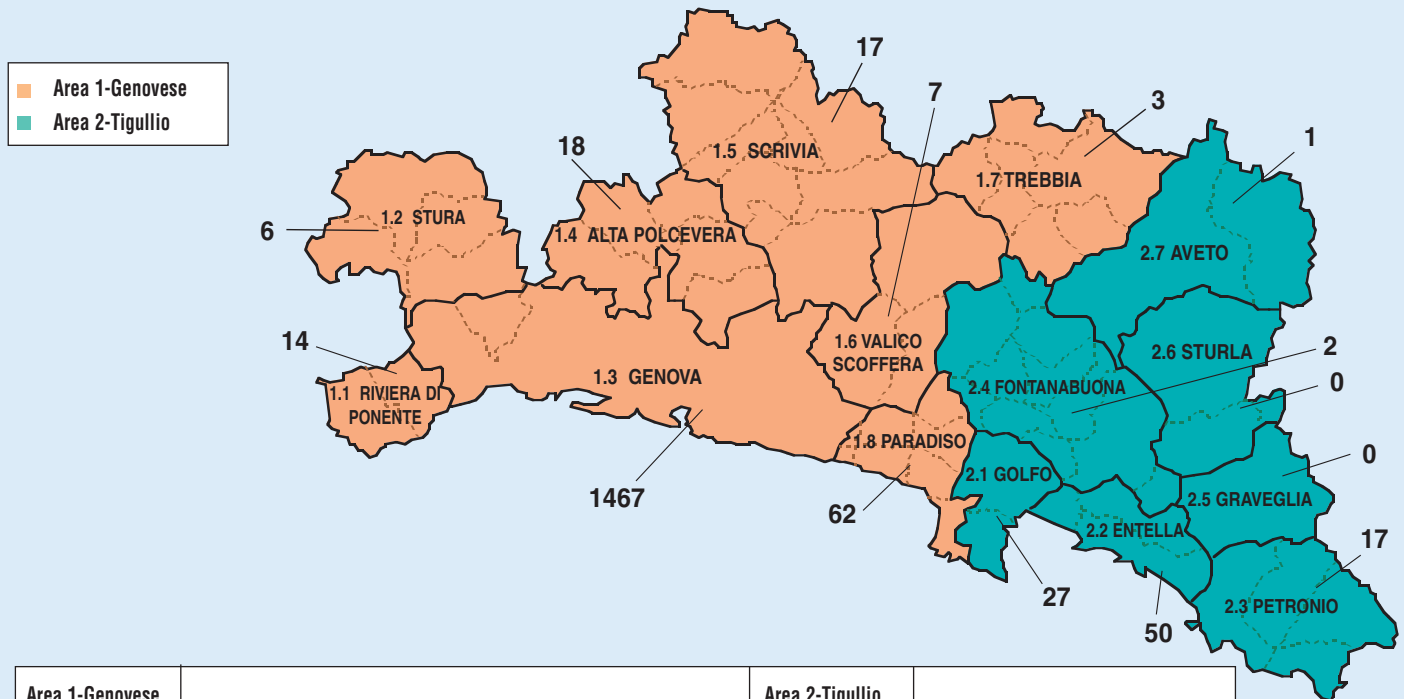 Area 1-Genovese
Area 2-Tigullio
17
7
3
1
18
1.5 SCRIVIA
1.7 TREBBIA
1.2 STURA
6
1.4 ALTA POLCEVERA
2.7 AVETO
14
1.6 VALICO
SCOFFERA
2.6 STURLA
2
1.3 GENOVA
0
1.1 RIVIERA DI
PONENTE
2.4 FONTANABUONA
1.8 PARADISO
0
2.1 GOLFO
1467
62
2.5 GRAVEGLIA
2.2 ENTELLA
17
27
2.3 PETRONIO
50
Area 1-Genovese
Area 2-Tigullio